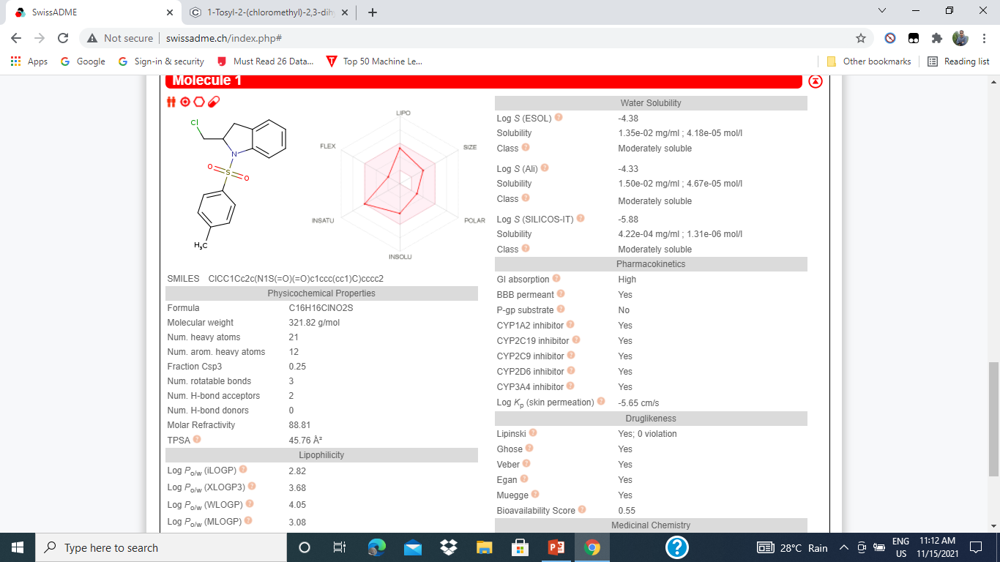 SwissADME
1-Tosyl-2-(chloromethyl)-2,3-dih
Not secure
swissadme.ch/index.php#
Apps
Google
Sign-in & security
Must Read 26 Data...
Top 50 Machine Le...
Other bookmarks
Reading list
Molecule 1
Cl
N
O
S
O
H₃C
LIPO
FLEX
SIZE
INSATU
POLAR
INSOLU
SMILES ClCC1Cc2c(N1S(=O)(=O)c1ccc(cc1)C)cccc2
Physicochemical Properties
Formula C16H16ClNO2S
Molecular weight 321.82 g/mol
Num. heavy atoms 21
Num. arom. heavy atoms 12
Fraction Csp3 0.25
Num. rotatable bonds 3
Num. H-bond acceptors 2
Num. H-bond donors 0
Molar Refractivity 88.81
TPSA ? 45.76 Å²
Lipophilicity
Log Po/w (iLOGP) ? 2.82
Log Po/w (XLOGP3) ? 3.68
Log Po/w (WLOGP) ? 4.05
Log Po/w (MLOGP) ? 3.08
Water Solubility
Log S (ESOL) ? -4.38
Solubility 1.35e-02 mg/ml ; 4.18e-05 mol/l
Class ? Moderately soluble
Log S (Ali) ? -4.33
Solubility 1.50e-02 mg/ml ; 4.67e-05 mol/l
Class ? Moderately soluble
Log S (SILICOS-IT) ? -5.88
Solubility 4.22e-04 mg/ml ; 1.31e-06 mol/l
Class ? Moderately soluble
Pharmacokinetics
GI absorption ? High
BBB permeant ? Yes
P-gp substrate ? No
CYP1A2 inhibitor ? Yes
CYP2C19 inhibitor ? Yes
CYP2C9 inhibitor ? Yes
CYP2D6 inhibitor ? Yes
CYP3A4 inhibitor ? Yes
Log Kp (skin permeation) ? -5.65 cm/s
Druglikeness
Lipinski ? Yes; 0 violation
Ghose ? Yes
Veber ? Yes
Egan ? Yes
Muegge ? Yes
Bioavailability Score ? 0.55
Medicinal Chemistry
Type here to search
28°C Rain
ENG
US
11:12 AM
11/15/2021